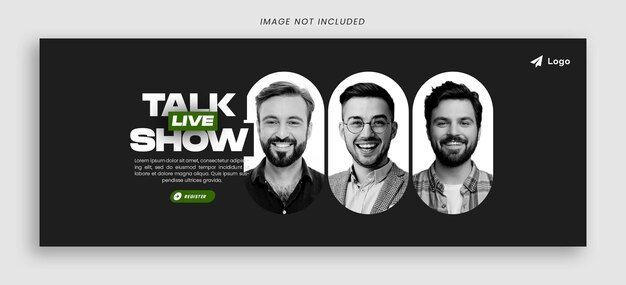 IMAGE NOT INCLUDED
Logo
TALK
LIVE
SHOW
Lorem ipsum dolor sit amet, consectetur
adipiscing elit, sed do eiusmod tempor
incididunt ut labore et dolore magna
aliqua. Quis ipsum suspendisse
ultrices gravida.
REGISTER